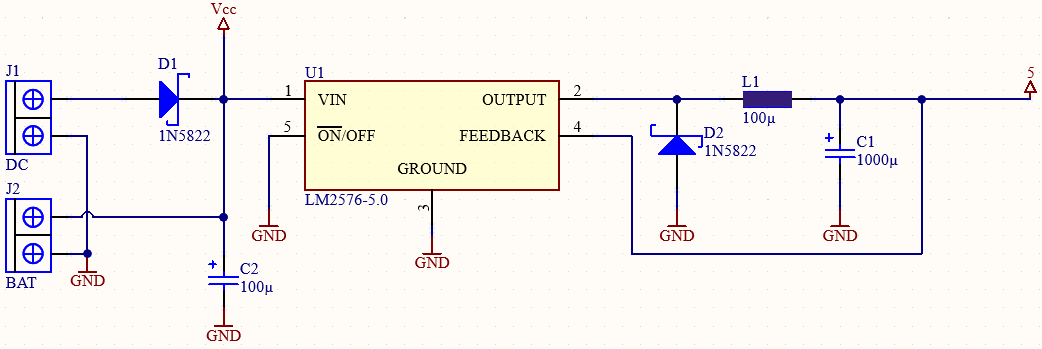 Vcc
J1
D1
1N5822
DC
J2
BAT
GND
C2
100µ
GND
U1
1
VIN
OUTPUT
2
5
ON/OFF
FEEDBACK
4
GROUND
LM2576-5.0
3
GND
GND
L1
100µ
D2
1N5822
GND
C1
1000µ
GND
5